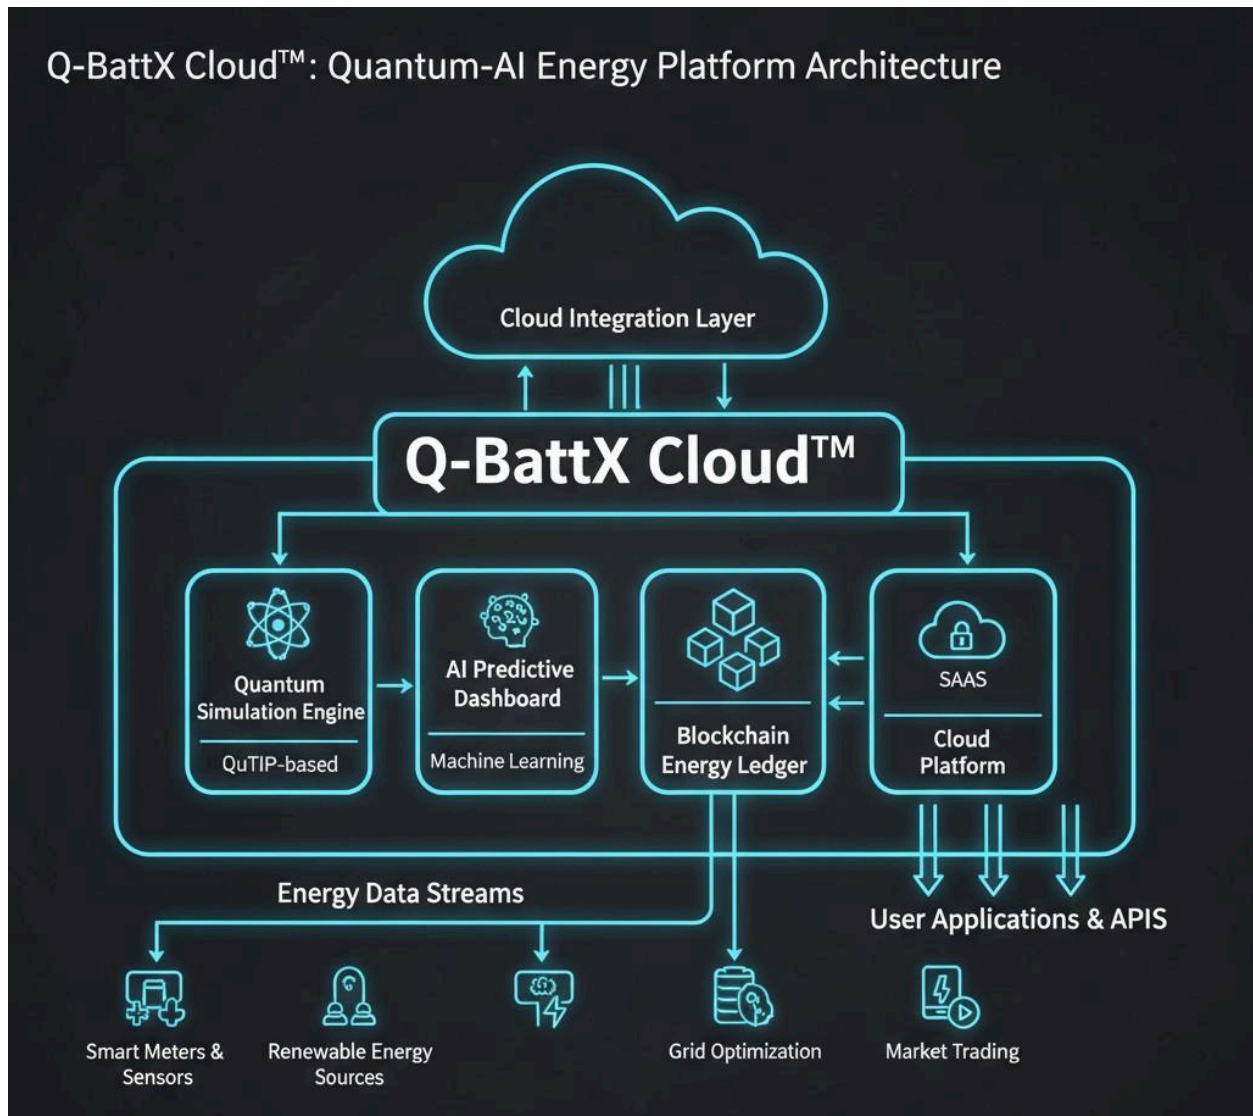 Q-BattX Cloud™: Quantum-AI Energy Platform Architecture
Cloud Integration Layer
Q-BattX Cloud™
Quantum
Simulation Engine
QuTIP-based
AI Predictive
Dashboard
Machine Learning
Blockchain
Energy Ledger
SAAS
Cloud
Platform
Energy Data Streams
User Applications & APIS
Smart Meters &
Sensors
Renewable Energy
Sources
Grid Optimization
Market Trading